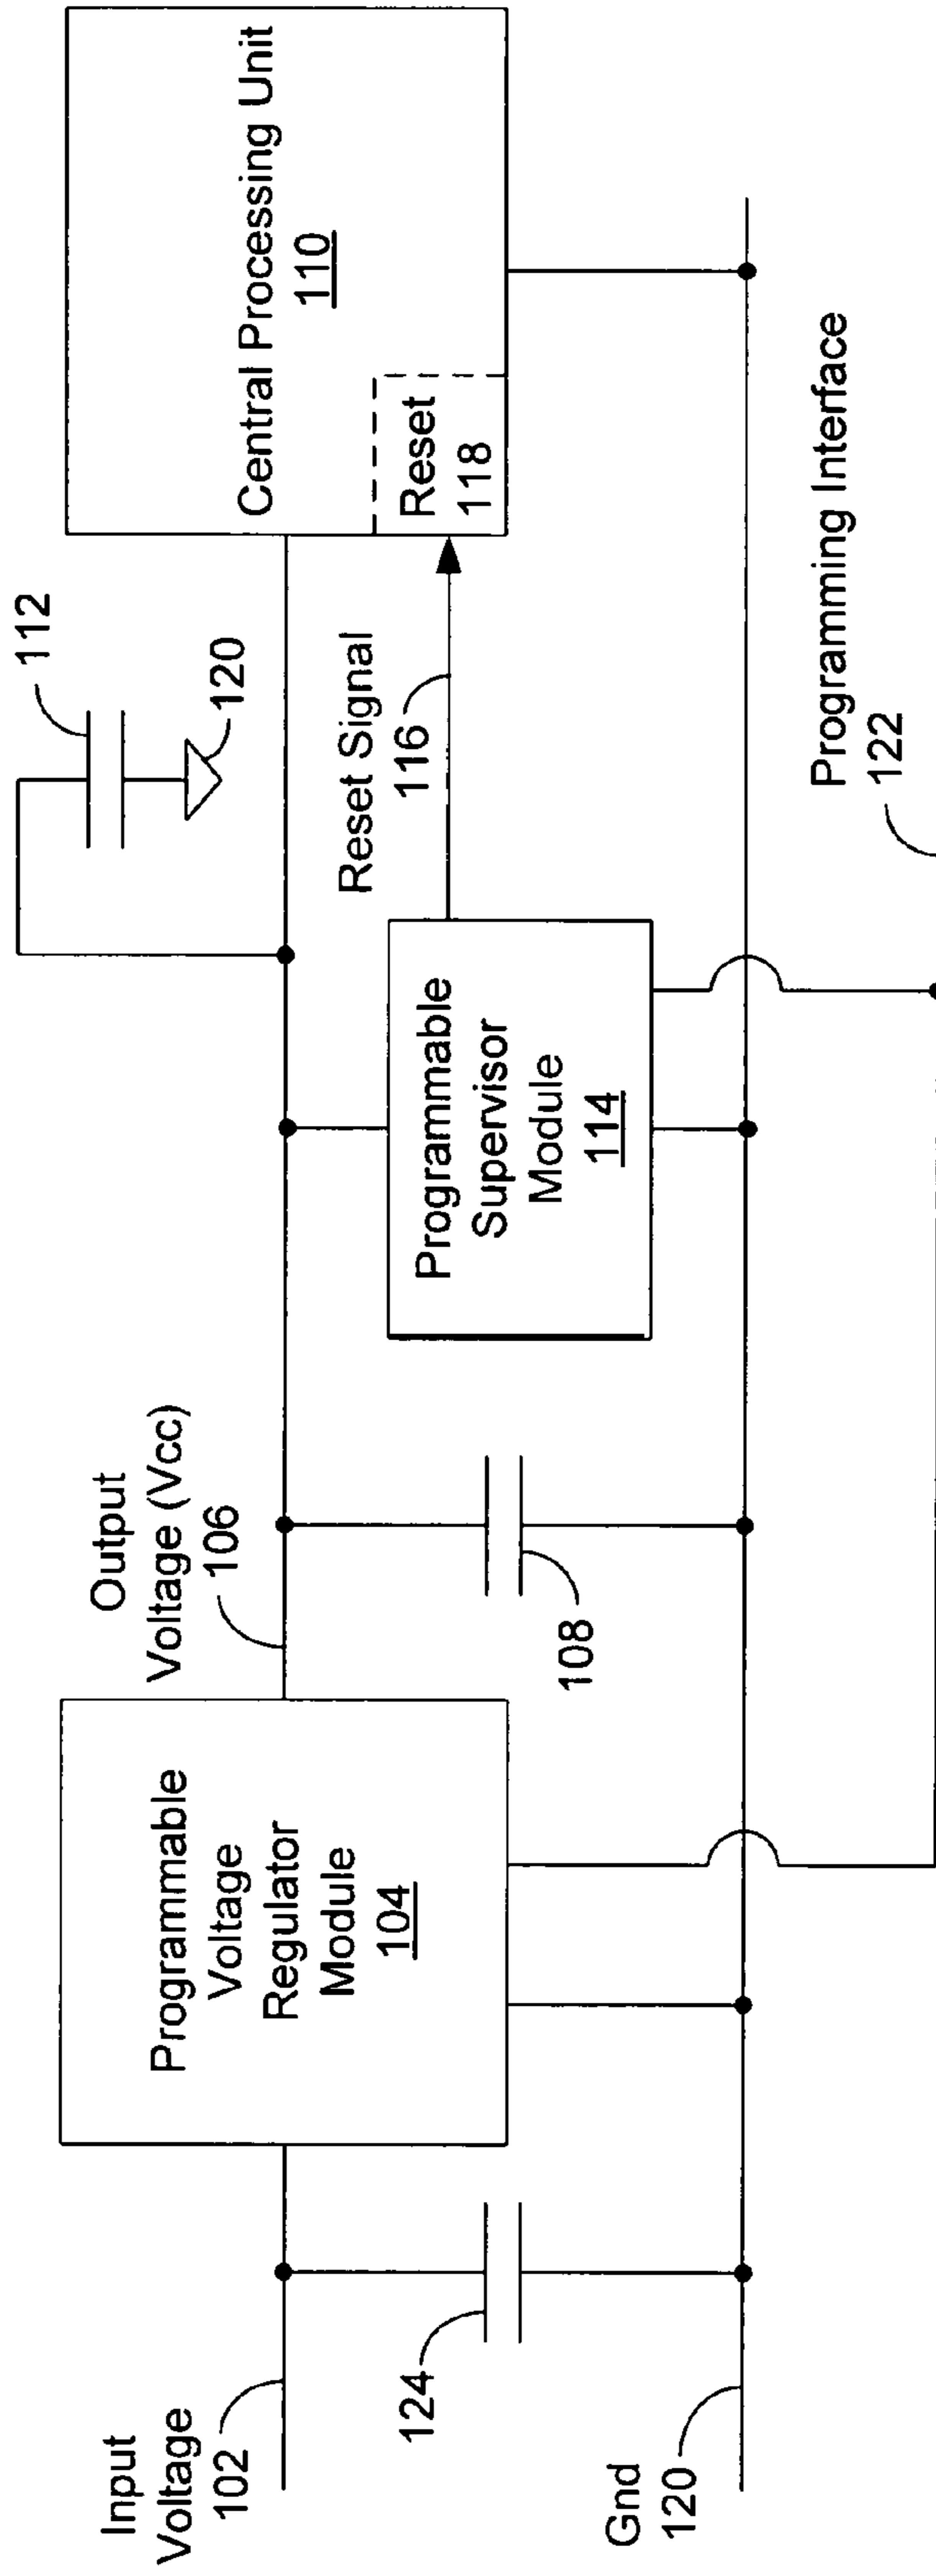 Input
Voltage
102
124
Gnd
120
Programmable
Voltage
Regulator
Module
104
Output
Voltage (Vcc)
106
108
Programmable
Supervisor
Module
114
Reset Signal
116
112
120
Central Processing Unit
110
Reset
118
Programming Interface
122